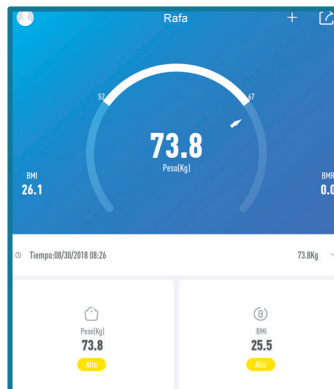 Rafa
52
67
73.8
Peso(Kg)
BMI
26.1
BMR
0.0
Tiempo:08/30/2018 08:26
73.8Kg
Peso(Kg)
73.8
Alto
BMI
25.5
Alto